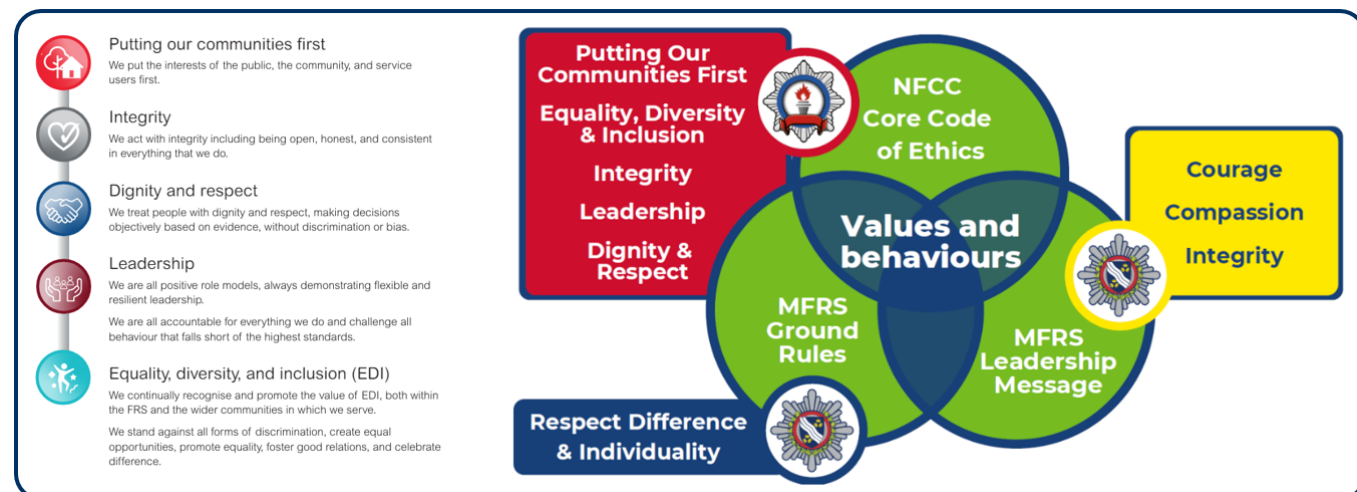 Putting our communities first
We put the interests of the public, the community, and service
users first.
Integrity
We act with integrity including being open, honest, and consistent
in everything that we do.
Dignity and respect
We treat people with dignity and respect, making decisions
objectively based on evidence, without discrimination or bias.
Leadership
We are all positive role models, always demonstrating flexible and
resilient leadership.
We are all accountable for everything we do and challenge all
behaviour that falls short of the highest standards.
Equality, diversity, and inclusion (EDI)
We continually recognise and promote the value of EDI, both within
the FRS and the wider communities in which we serve.
We stand against all forms of discrimination, create equal
opportunities, promote equality, foster good relations, and celebrate
difference.
Putting Our
Communities First
Equality, Diversity
& Inclusion
Integrity
Leadership
Dignity &
Respect
NFCC
Core Code
of Ethics
Values and
behaviours
MFRS
Ground
Rules
MFRS
Leadership
Message
Courage
Compassion
Integrity
Respect Difference
& Individuality